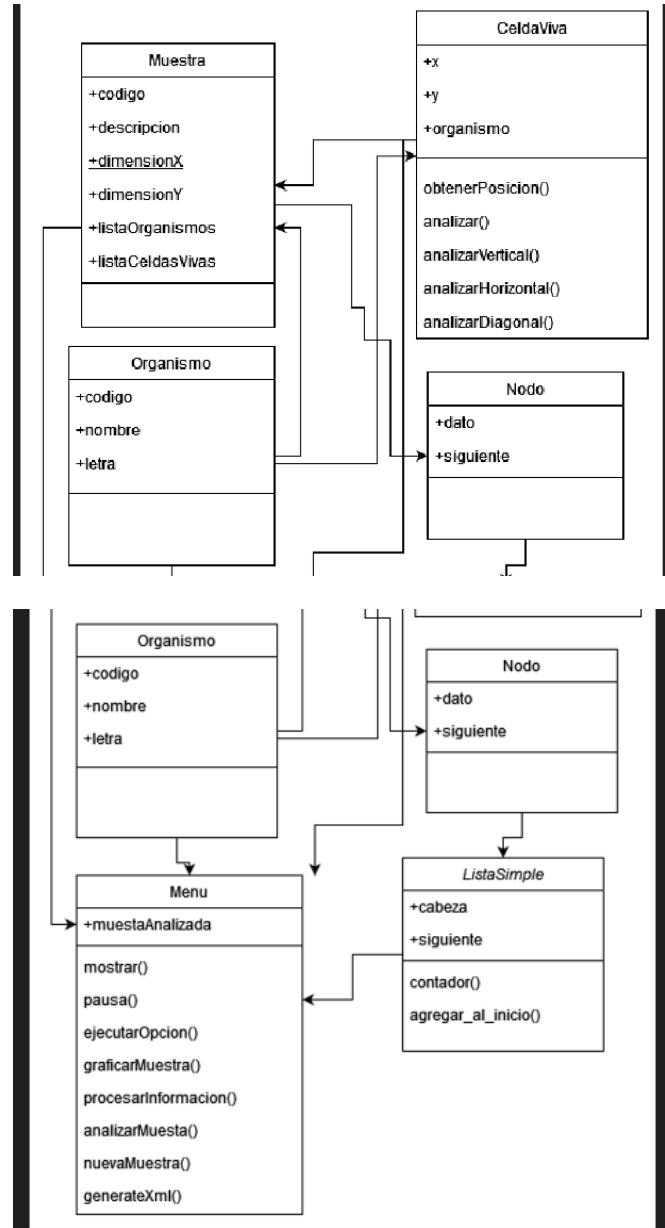 Muestra
+codigo
+descripcion
+dimensionX
+dimensionY
+listaOrganismos
+listaCeldasVivas
CeldaViva
+x
+y
+organismo
obtenerPosicion()
analizar()
analizarVertical()
analizarHorizontal()
analizarDiagonal()
Organismo
+codigo
+nombre
+letra
Nodo
+dato
+siguiente
Organismo
+codigo
+nombre
+letra
Nodo
+dato
+siguiente
Menu
+muestaAnalizada
mostrar()
pausa()
ejecutarOpcion()
graficarMuestra()
procesarInformacion()
analizarMuesta()
nuevaMuestra()
generateXml()
ListaSimple
+cabeza
+siguiente
contador()
agregar_al_inicio()